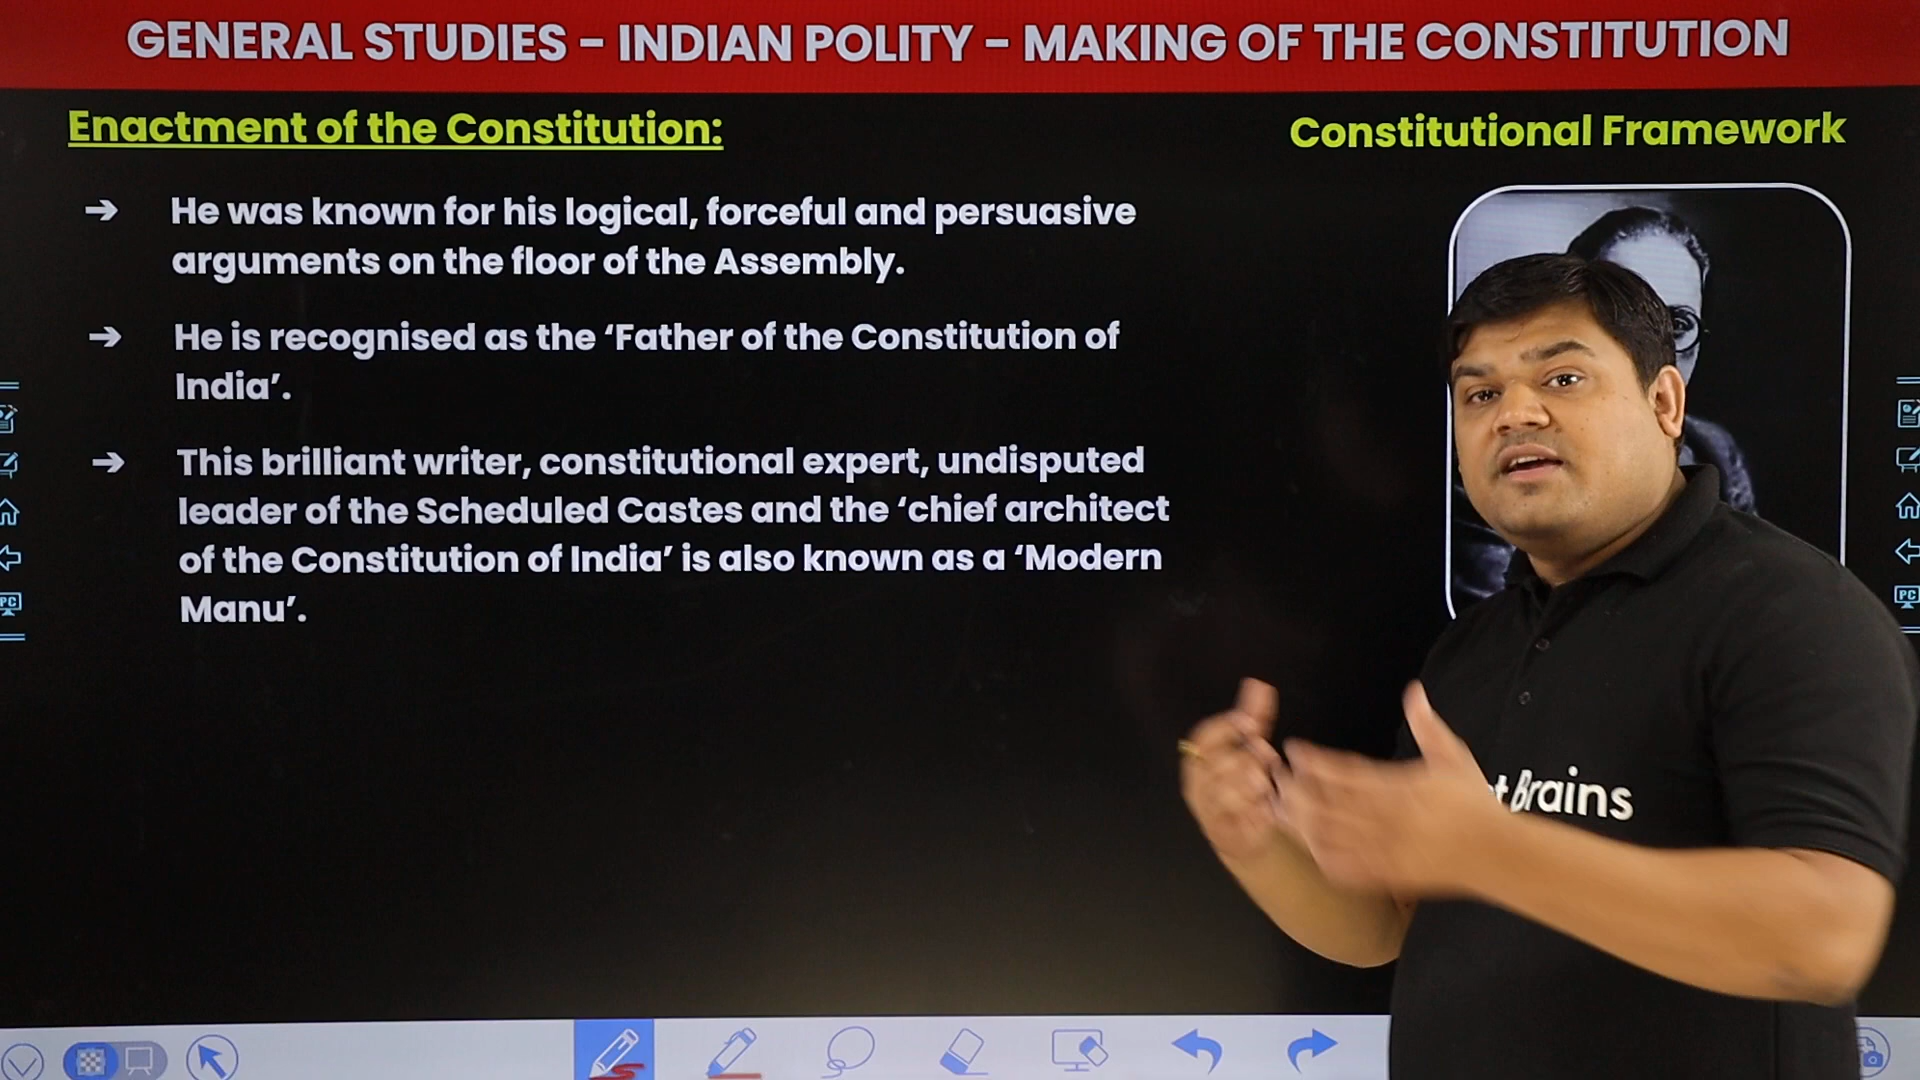 GENERAL STUDIES – INDIAN POLITY – MAKING OF THE CONSTITUTION
Enactment of the Constitution:
Constitutional Framework
➔ He was known for his logical, forceful and persuasive
arguments on the floor of the Assembly.
➔ He is recognised as the ‘Father of the Constitution of
India’.
➔ This brilliant writer, constitutional expert, undisputed
leader of the Scheduled Castes and the ‘chief architect
of the Constitution of India’ is also known as a ‘Modern
Manu’.
PC
PC
Brains